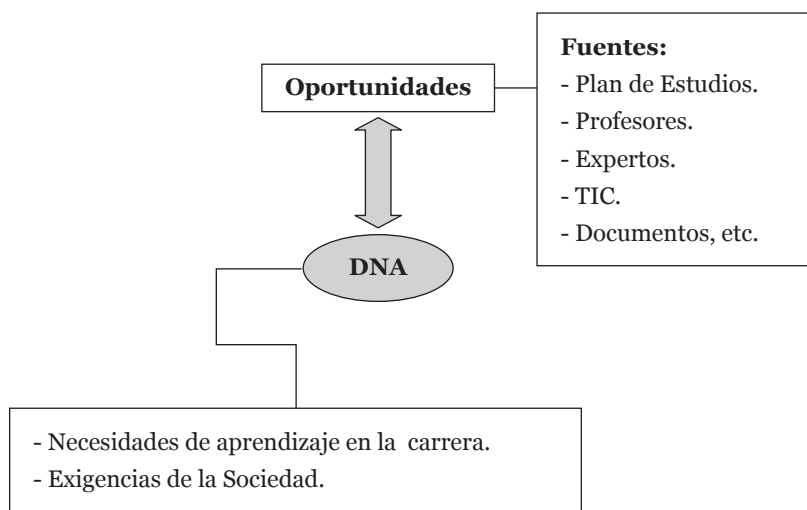 Oportunidades
Fuentes:
- Plan de Estudios.
- Profesores.
- Expertos.
- TIC.
- Documentos, etc.
DNA
- Necesidades de aprendizaje en la carrera.
- Exigencias de la Sociedad.